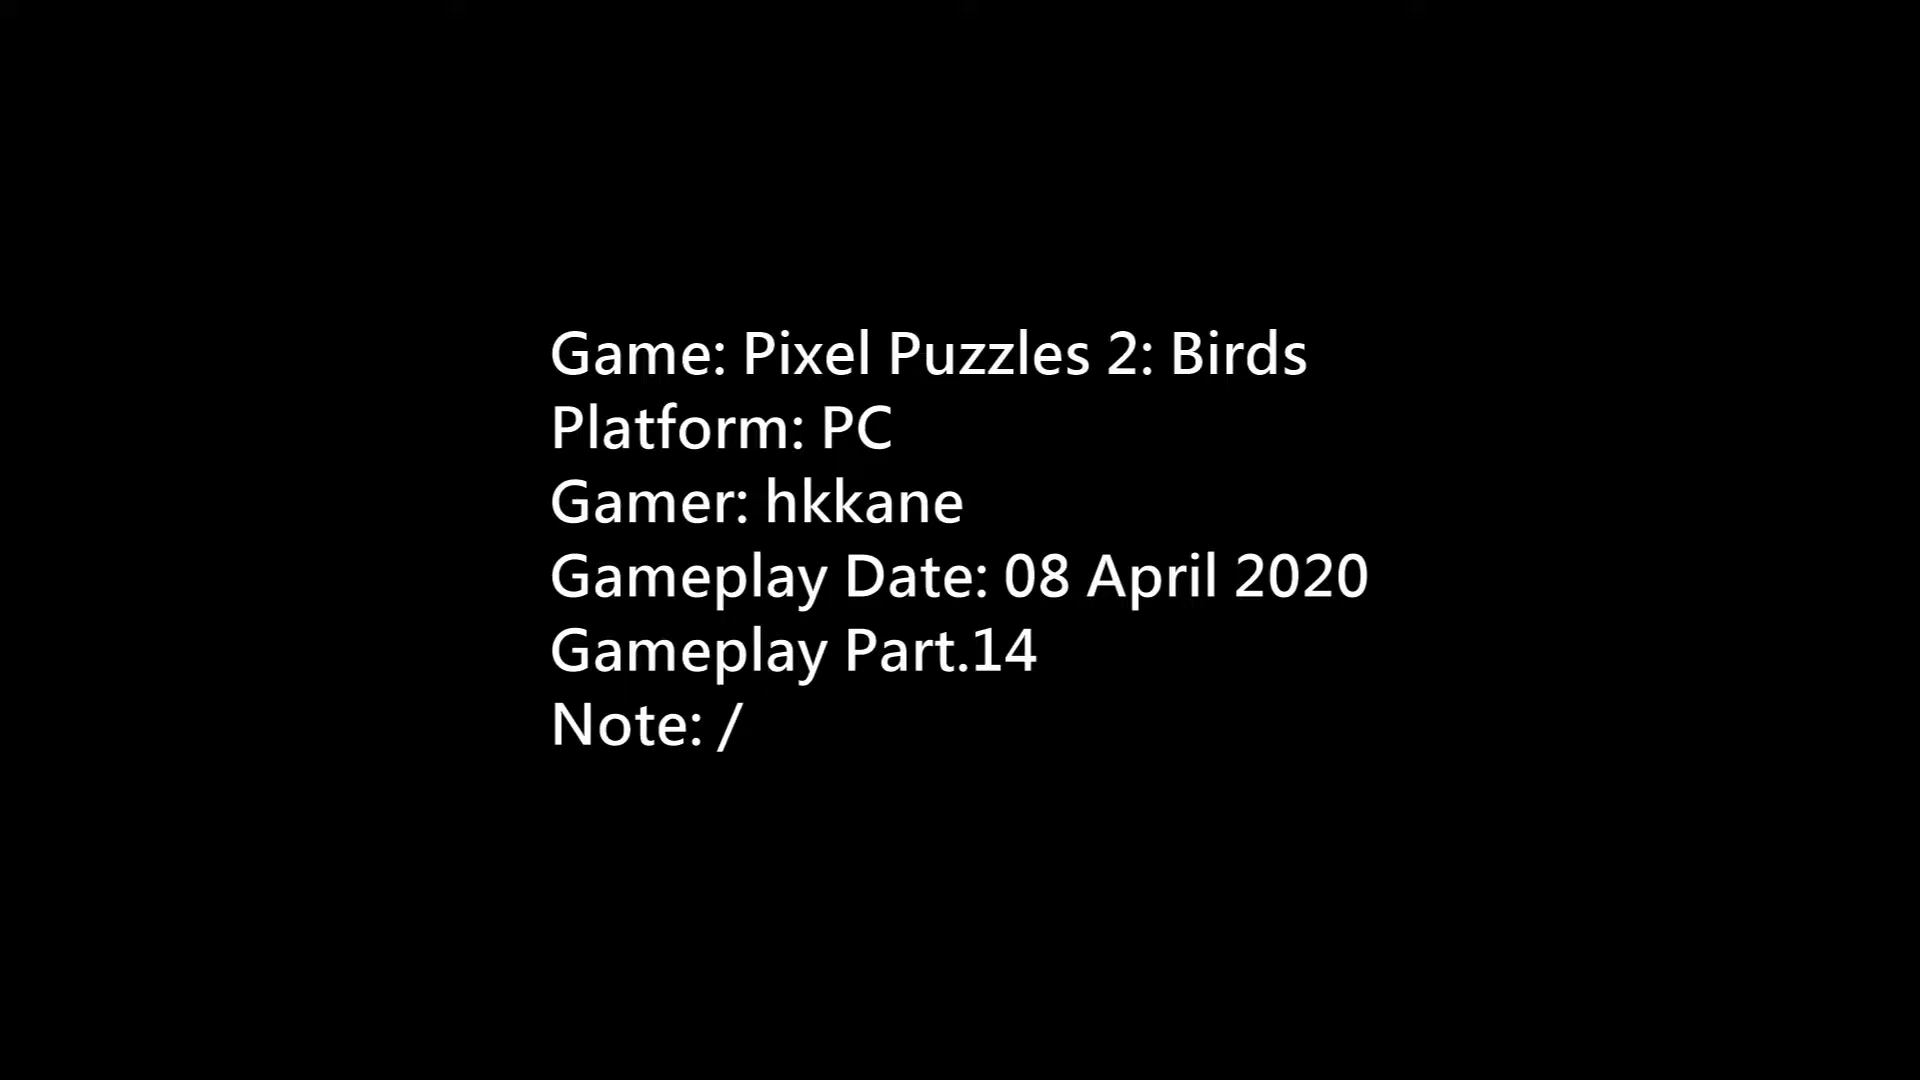 Game: Pixel Puzzles 2: Birds
Platform: PC
Gamer: hkkane
Gameplay Date: 08 April 2020
Gameplay Part.14
Note: /